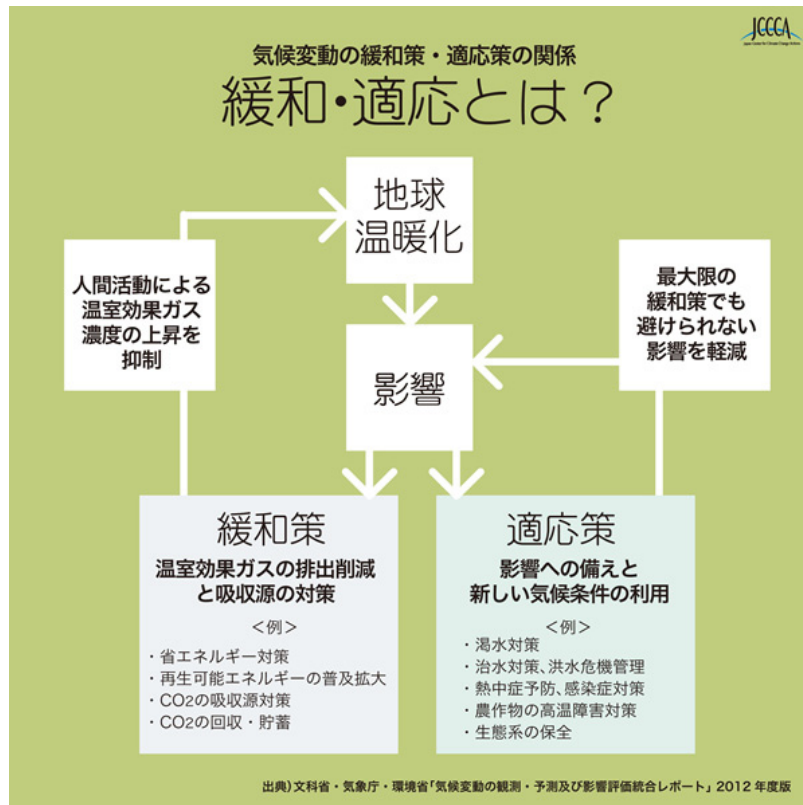 JCCCA
Japan Center for Climate Change Actions
気候変動の緩和策・適応策の関係
緩和・適応とは？
地球
温暖化
人間活動による
温室効果ガス
濃度の上昇を
抑制
最大限の
緩和策でも
避けられない
影響を軽減
影響
緩和策
温室効果ガスの排出削減
と吸収源の対策
＜例＞
・省エネルギー対策
・再生可能エネルギーの普及拡大
・CO2の吸収源対策
・CO2の回収・貯蓄
適応策
影響への備えと
新しい気候条件の利用
＜例＞
・渇水対策
・治水対策、洪水危機管理
・熱中症予防、感染症対策
・農作物の高温障害対策
・生態系の保全
出典）文科省・気象庁・環境省「気候変動の観測・予測及び影響評価統合レポート」2012年度版